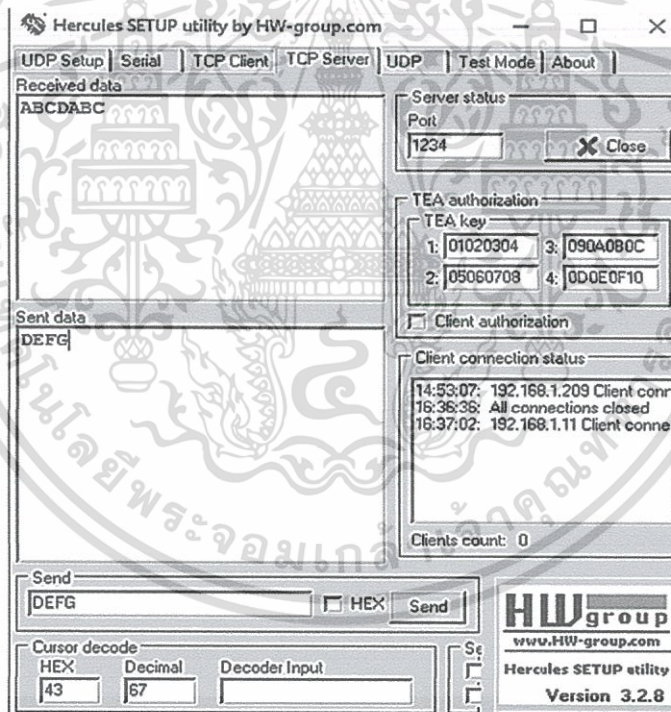 Hercules SETUP utility by HW-group.com
UDP Setup Serial TCP Client TCP Server UDP Test Mode About
Received data
ABCDABC
Server status
Port
1234 Close
TEA authorization
TEA key
1: 01020304 3: 090A0B0C
2: 05060708 4: 0D0E0F10
Client authorization
Sent data
DEFG
Client connection status
14:53:07: 192.168.1.209 Client conn
16:36:36: All connections closed
16:37:02: 192.168.1.11 Client conne
Clients count: 0
Send
DEFG HEX Send
Cursor decode
HEX Decimal Decoder Input
43 67
Se
HW group
www.HW-group.com
Hercules SETUP utility
Version 3.2.8